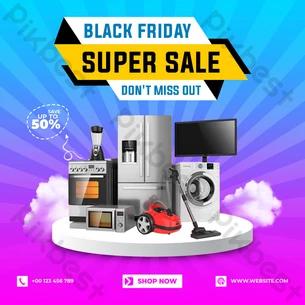 BLACK FRIDAY
SUPER SALE
DON'T MISS OUT
SAVE
UP TO
50%
+00 123 456 789
SHOP NOW
WWW.WEBSITE.COM
Pikbest